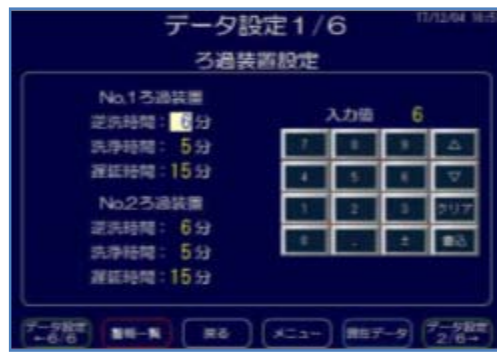 データ設定1/6
17/12/04
ろ過装置設定
No.1ろ過装置
逆洗時間： 6分
洗浄時間： 5分
遅延時間：15分
No.2ろ過装置
逆洗時間： 6分
洗浄時間： 5分
遅延時間：15分
入力値 6
7 8 9 △
4 5 6 ▽
1 2 3 クリア
0 . ± 書込
データ設定
←6/6
警報一覧
戻る
メニュー
現在データ
データ設定
2/6→